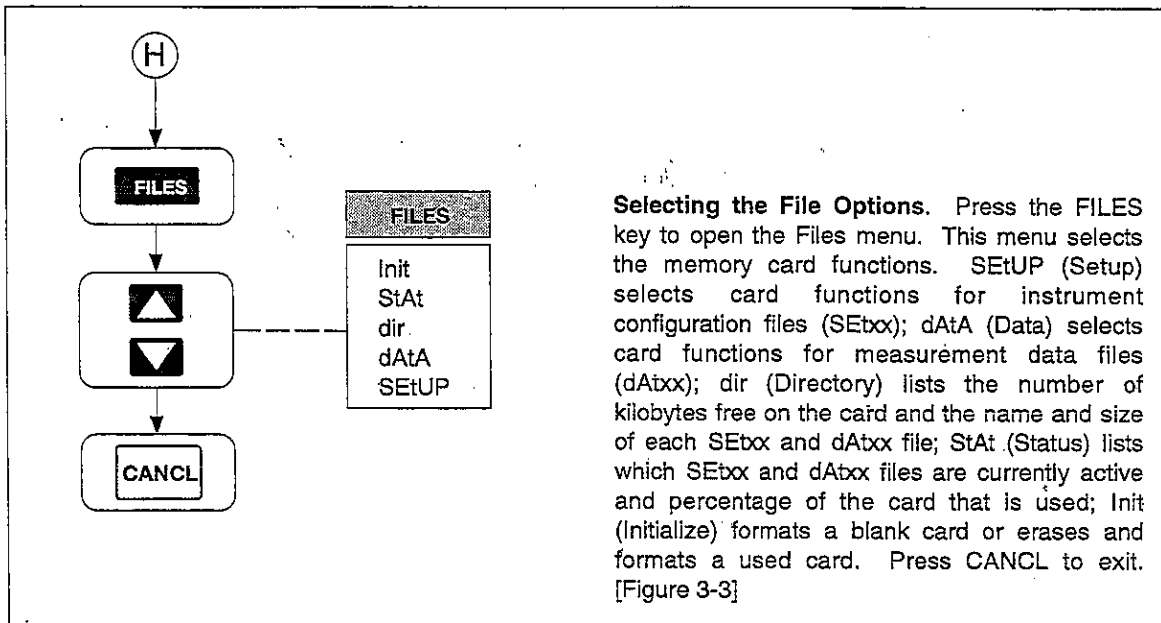 H
FILES
FILES
Init
StAt
dir
dAtA
SEtUP
CANCL
Selecting the File Options. Press the FILES
key to open the Files menu. This menu selects
the memory card functions. SEtUP (Setup)
selects card functions for instrument
configuration files (SEtxx); dAtA (Data) selects
card functions for measurement data files
(dAtxx); dir (Directory) lists the number of
kilobytes free on the card and the name and size
of each SEtxx and dAtxx file; StAt (Status) lists
which SEtxx and dAtxx files are currently active
and percentage of the card that is used; Init
(Initialize) formats a blank card or erases and
formats a used card. Press CANCL to exit.
[Figure 3-3]